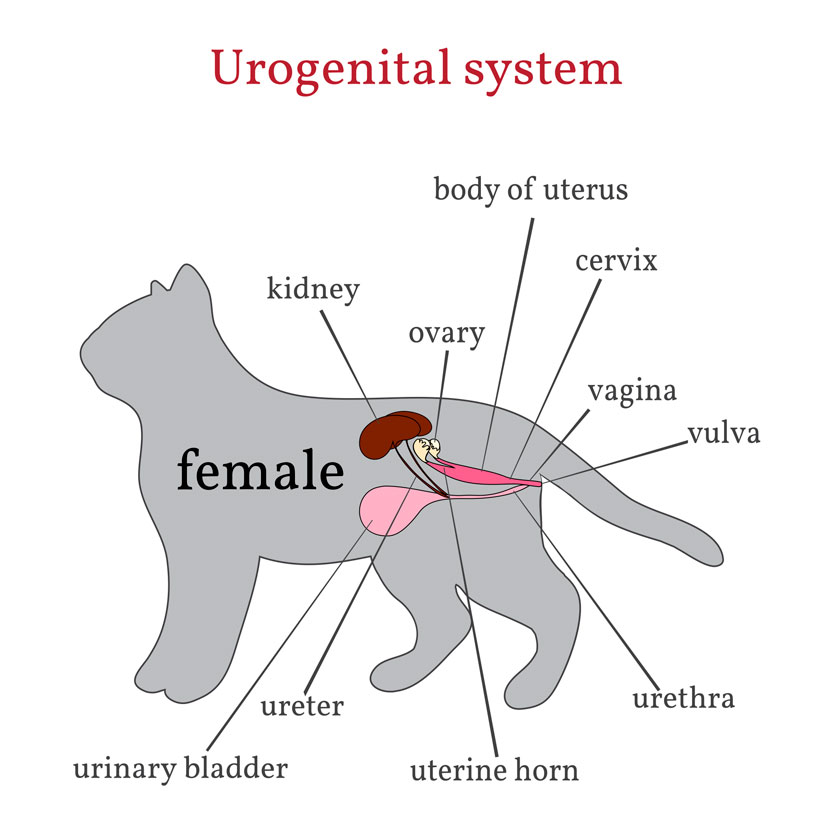 Urogenital system
body of uterus
cervix
kidney
ovary
vagina
vulva
female
ureter
urethra
urinary bladder
uterine horn